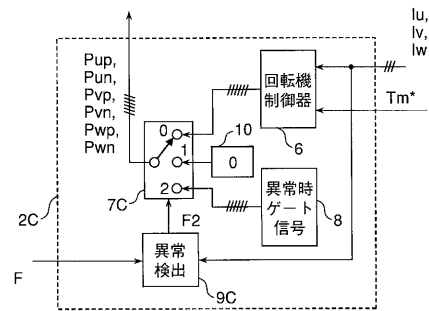 Iu,
Iv,
Iw
Tm*
Pup,
Pun,
Pvp,
Pvn,
Pwp,
Pwn
回転機
制御器
6
10
0
0
1
2
7C
異常時
ゲート
信号
8
2C
F2
異常
検出
9C
F